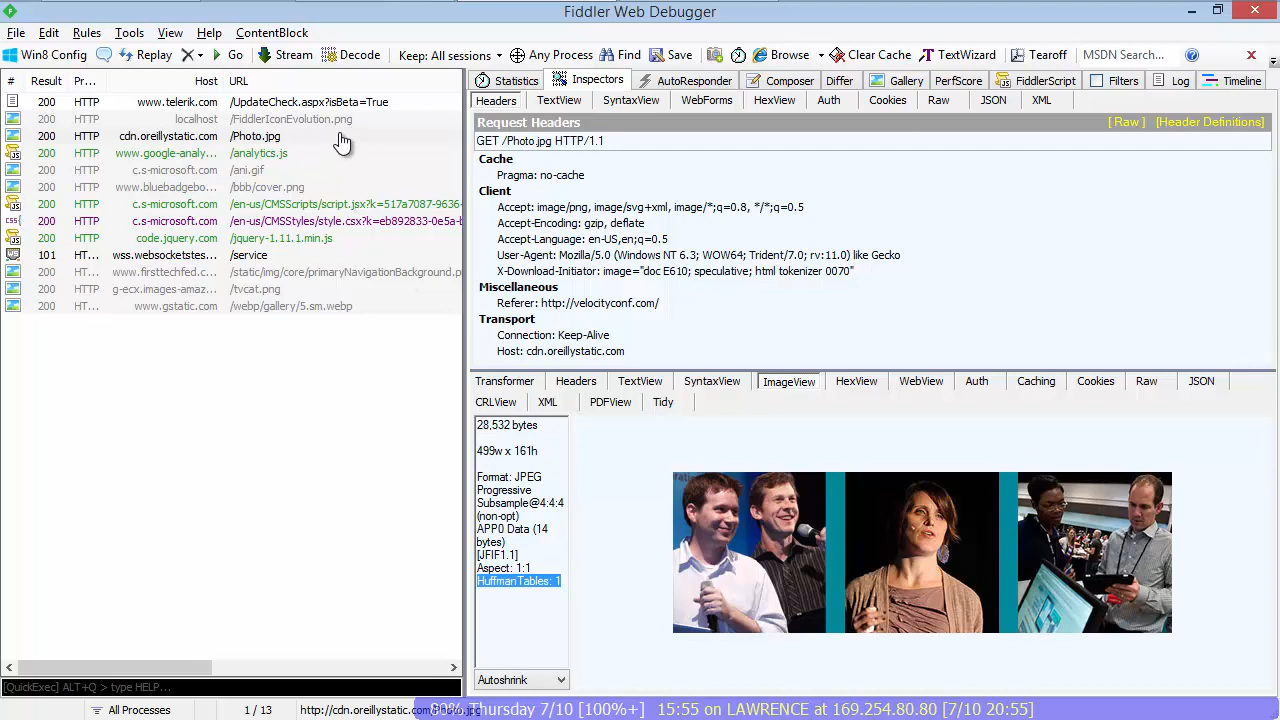 Fiddler Web Debugger
File Edit Rules Tools View Help ContentBlock
Win8 Config Replay Go Stream Decode Keep: All sessions Any Process Find Save Browse Clear Cache TextWizard Tearoff MSDN Search...
# Result Pr... Host URL
200 HTTP www.telerik.com /UpdateCheck.aspx?isBeta=True
200 HTTP localhost /FiddlerIconEvolution.png
200 HTTP cdn.oreillystatic.com /Photo.jpg
200 HTTP www.google-analy... /analytics.js
200 HTTP c.s-microsoft.com /ani.gif
200 HTTP www.bluebadgebo... /bbb/cover.png
200 HTTP c.s-microsoft.com /en-us/CMSScripts/script.jsx?k=517a7087-9636-
200 HTTP c.s-microsoft.com /en-us/CMSStyles/style.csx?k=eb892833-0e5a-b
200 HTTP code.jquery.com /jquery-1.11.1.min.js
101 HT... wss.websocketstes... /service
200 HT... www.firsttechfed.c... /static/img/core/primaryNavigationBackground.p
200 HT... g-ecx.images-amaz... /tvcat.png
200 HT... www.gstatic.com /webp/gallery/5.sm.webp
Statistics Inspectors AutoResponder Composer Differ Gallery PerfScore FiddlerScript Filters Log Timeline
Headers TextView SyntaxView WebForms HexView Auth Cookies Raw JSON XML
Request Headers [ Raw ] [Header Definitions]
GET /Photo.jpg HTTP/1.1
Cache
Pragma: no-cache
Client
Accept: image/png, image/svg+xml, image/*;q=0.8, */*;q=0.5
Accept-Encoding: gzip, deflate
Accept-Language: en-US,en;q=0.5
User-Agent: Mozilla/5.0 (Windows NT 6.3; WOW64; Trident/7.0; rv:11.0) like Gecko
X-Download-Initiator: image="doc E610; speculative; html tokenizer 0070"
Miscellaneous
Referer: http://velocityconf.com/
Transport
Connection: Keep-Alive
Host: cdn.oreillystatic.com
Transformer Headers TextView SyntaxView ImageView HexView WebView Auth Caching Cookies Raw JSON
CRLView XML PDFView Tidy
28,532 bytes
499w x 161h
Format: JPEG
Progressive
Subsample@4:4:4
(non-opt)
APP0 Data (14
bytes)
[JFIF1.1]
Aspect: 1:1
HuffmanTables: 1
Autoshrink
[QuickExec] ALT+Q > type HELP...
All Processes 1 / 13 http://cdn.oreillystatic.com
80% Thursday 7/10 [100%+] 15:55 on LAWRENCE at 169.254.80.80 [7/10 20:55]